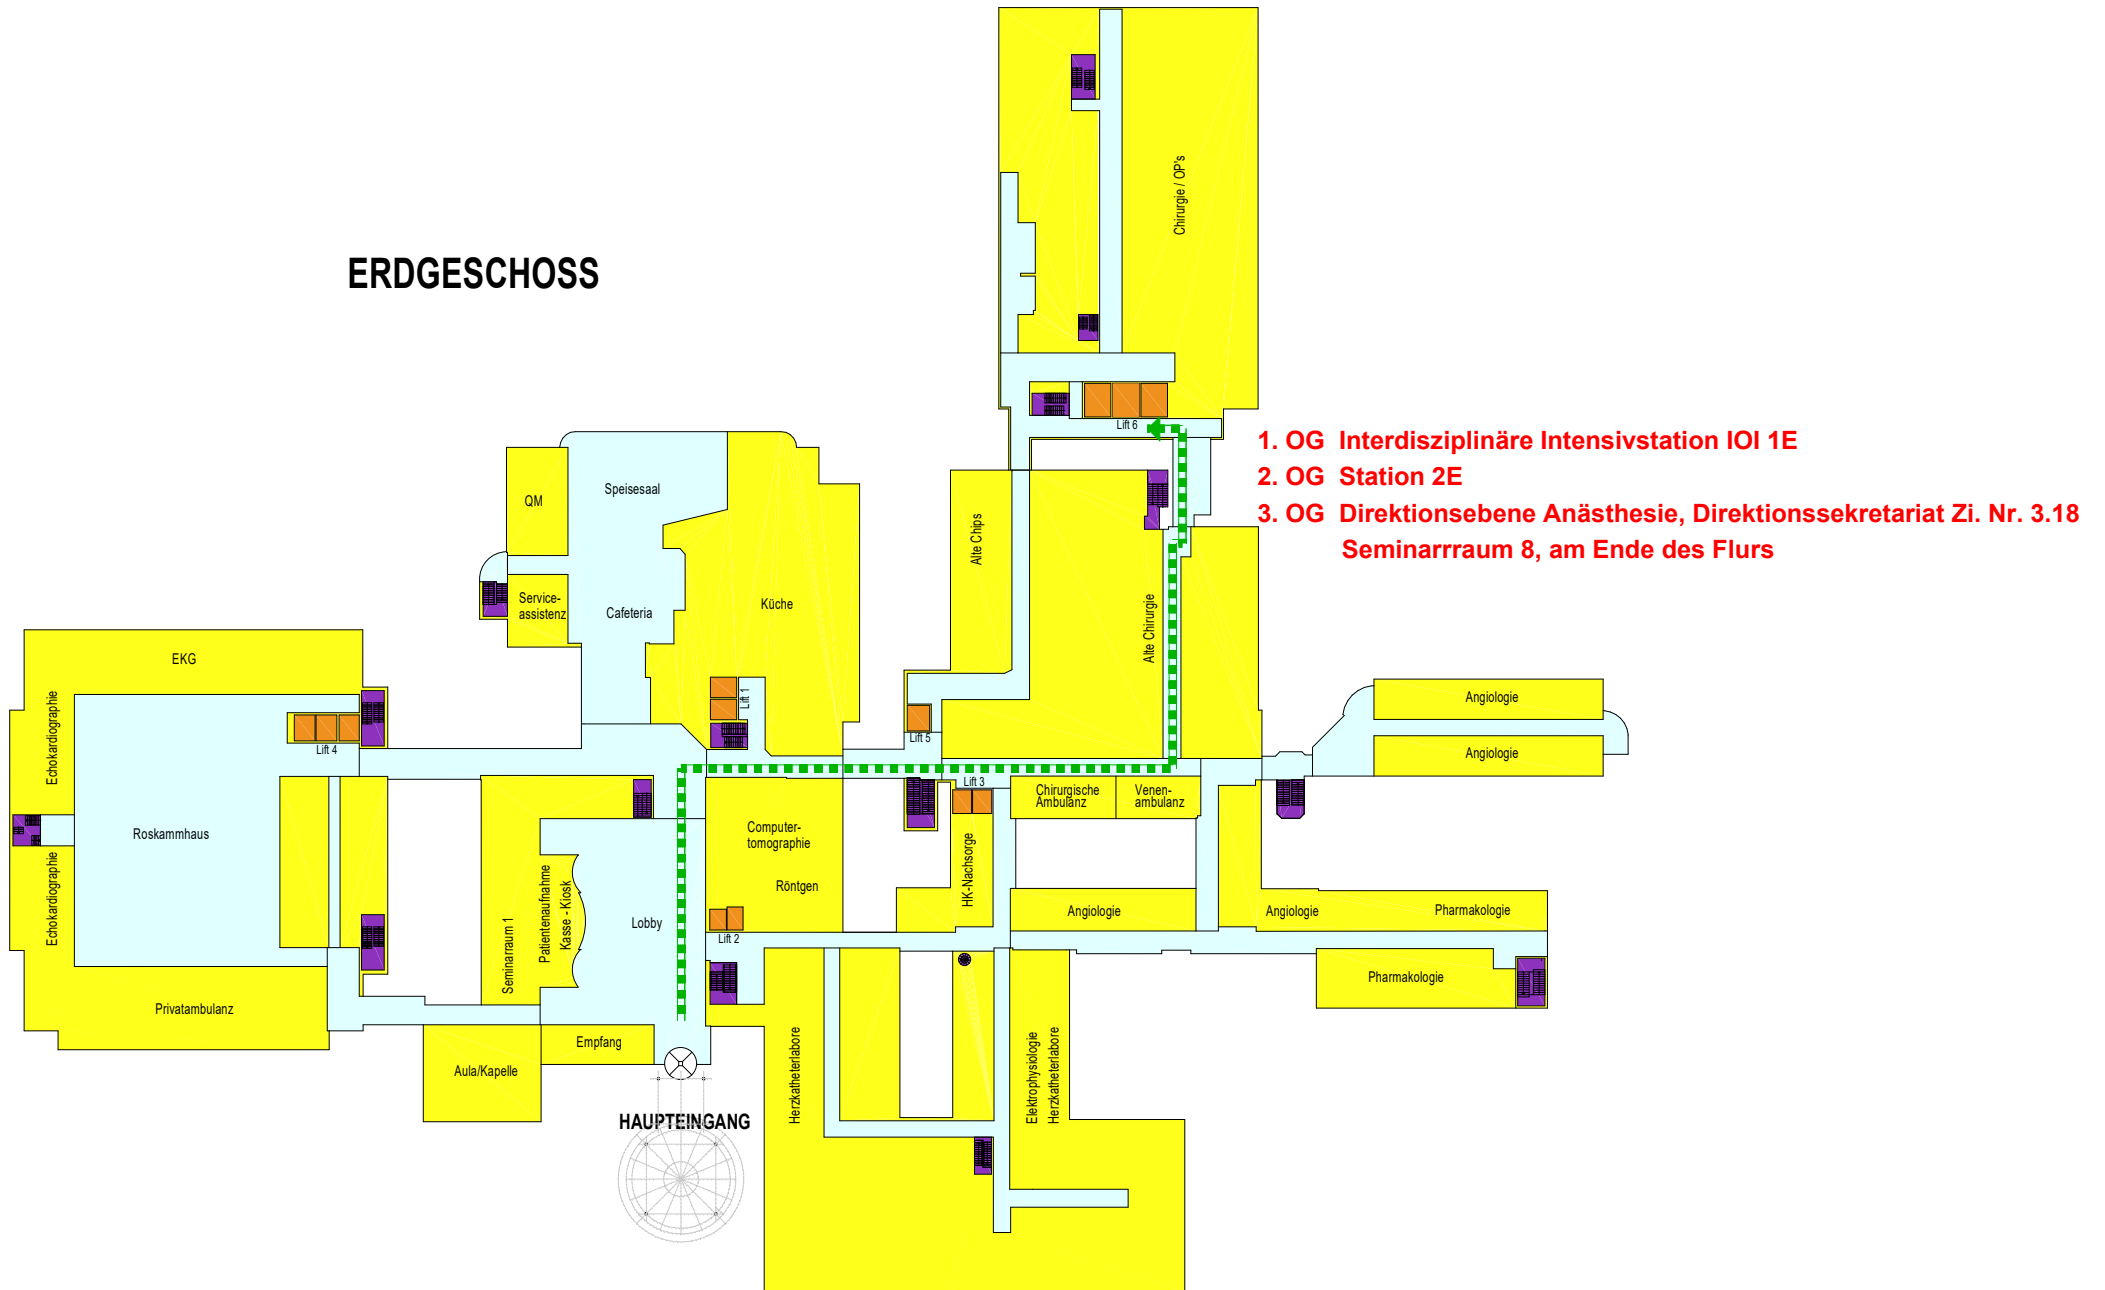 ERDGESCHOSS
Chirurgie / OP's
Lift 6
1. OG Interdisziplinäre Intensivstation IOI 1E
2. OG Station 2E
3. OG Direktionsebene Anästhesie, Direktionssekretariat Zi. Nr. 3.18
Seminarrraum 8, am Ende des Flurs
QM
Speisesaal
Alte Chips
Service-
assistenz
Cafeteria
Küche
Alte Chirurgie
EKG
Echokardiographie
Lift 1
Lift 4
Lift 5
Angiologie
Angiologie
Lift 3
Chirurgische
Ambulanz
Venen-
ambulanz
Roskammhaus
Computer-
tomographie
Röntgen
HK-Nachsorge
Echokardiographie
Seminarraum 1
Patientenaufnahme
Kasse - Kiosk
Lobby
Lift 2
Angiologie
Angiologie
Pharmakologie
Pharmakologie
Privatambulanz
Empfang
Aula/Kapelle
Herzkatheterlabore
Elektrophysiologie
Herzkatheterlabore
HAUPTEINGANG